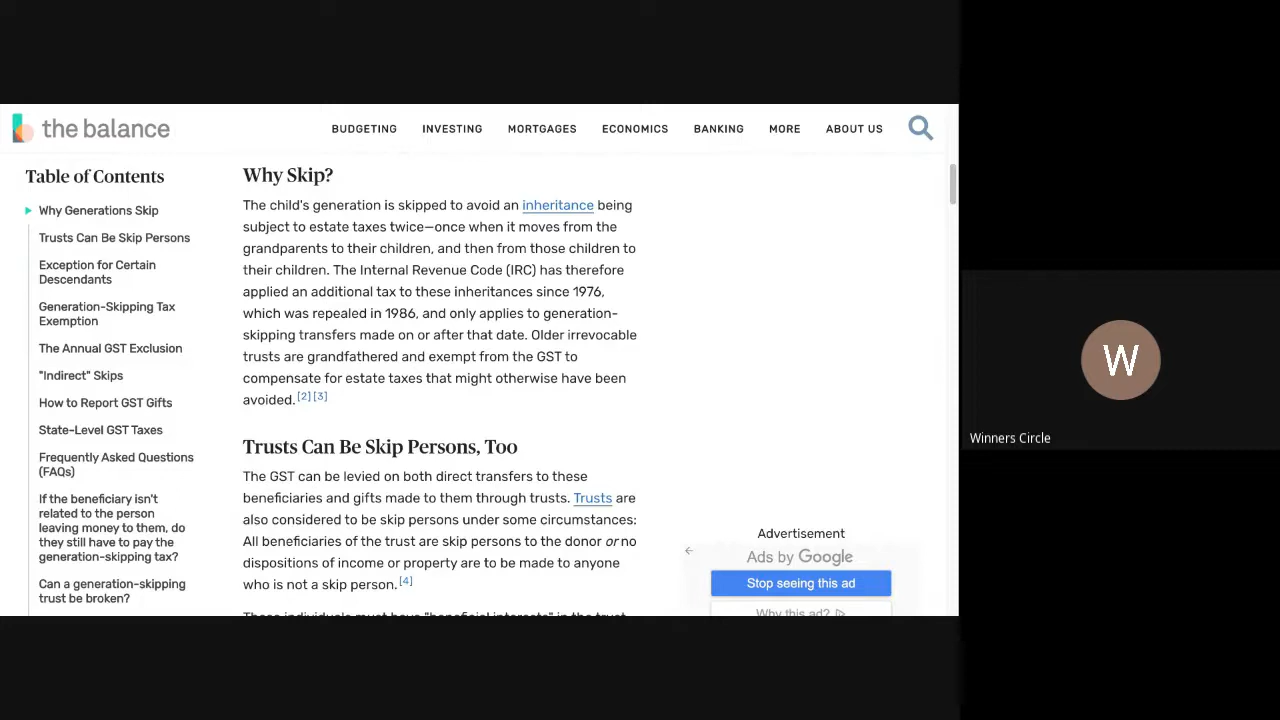 the balance
BUDGETING INVESTING MORTGAGES ECONOMICS BANKING MORE ABOUT US
Table of Contents
Why Generations Skip
Trusts Can Be Skip Persons
Exception for Certain
Descendants
Generation-Skipping Tax
Exemption
The Annual GST Exclusion
"Indirect" Skips
How to Report GST Gifts
State-Level GST Taxes
Frequently Asked Questions
(FAQs)
If the beneficiary isn't
related to the person
leaving money to them, do
they still have to pay the
generation-skipping tax?
Can a generation-skipping
trust be broken?
Why Skip?
The child's generation is skipped to avoid an inheritance being
subject to estate taxes twice—once when it moves from the
grandparents to their children, and then from those children to
their children. The Internal Revenue Code (IRC) has therefore
applied an additional tax to these inheritances since 1976,
which was repealed in 1986, and only applies to generation-
skipping transfers made on or after that date. Older irrevocable
trusts are grandfathered and exempt from the GST to
compensate for estate taxes that might otherwise have been
avoided. [2] [3]
Trusts Can Be Skip Persons, Too
The GST can be levied on both direct transfers to these
beneficiaries and gifts made to them through trusts. Trusts are
also considered to be skip persons under some circumstances:
All beneficiaries of the trust are skip persons to the donor or no
dispositions of income or property are to be made to anyone
who is not a skip person. [4]
These individuals must have "beneficial interests" in the trust
Advertisement
Ads by Google
Stop seeing this ad
Why this ad?
W
Winners Circle